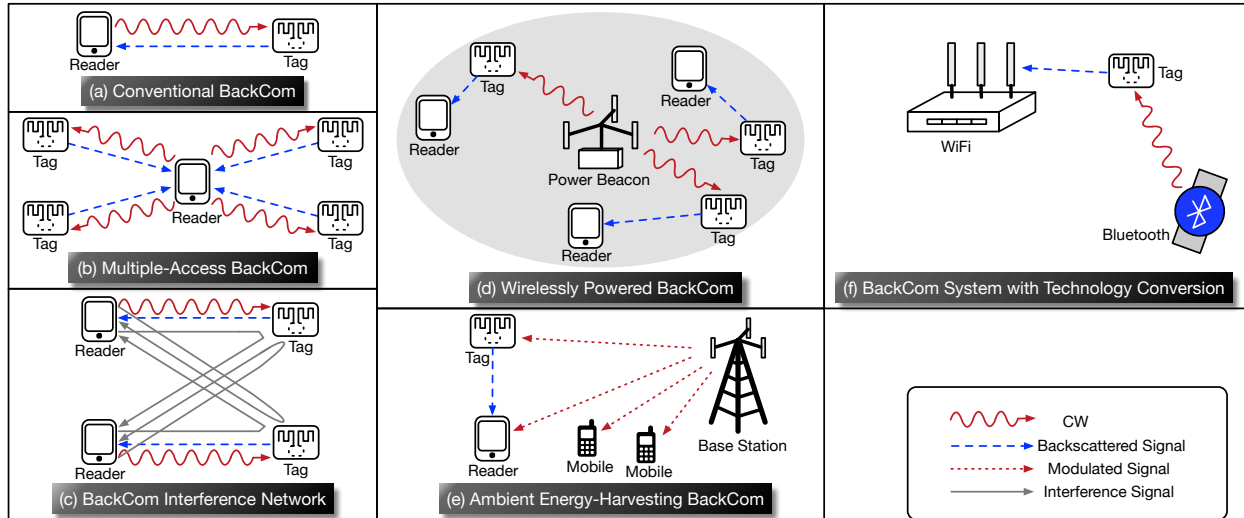 Reader
Tag
(a) Conventional BackCom
Tag
Tag
Reader
Tag
Tag
(b) Multiple-Access BackCom
Reader
Tag
Reader
Tag
(c) BackCom Interference Network
Tag
Reader
Reader
Tag
Power Beacon
Tag
Reader
(d) Wirelessly Powered BackCom
Tag
Reader
Mobile
Mobile
Base Station
(e) Ambient Energy-Harvesting BackCom
Tag
WiFi
Bluetooth
(f) BackCom System with Technology Conversion
CW
Backscattered Signal
Modulated Signal
Interference Signal